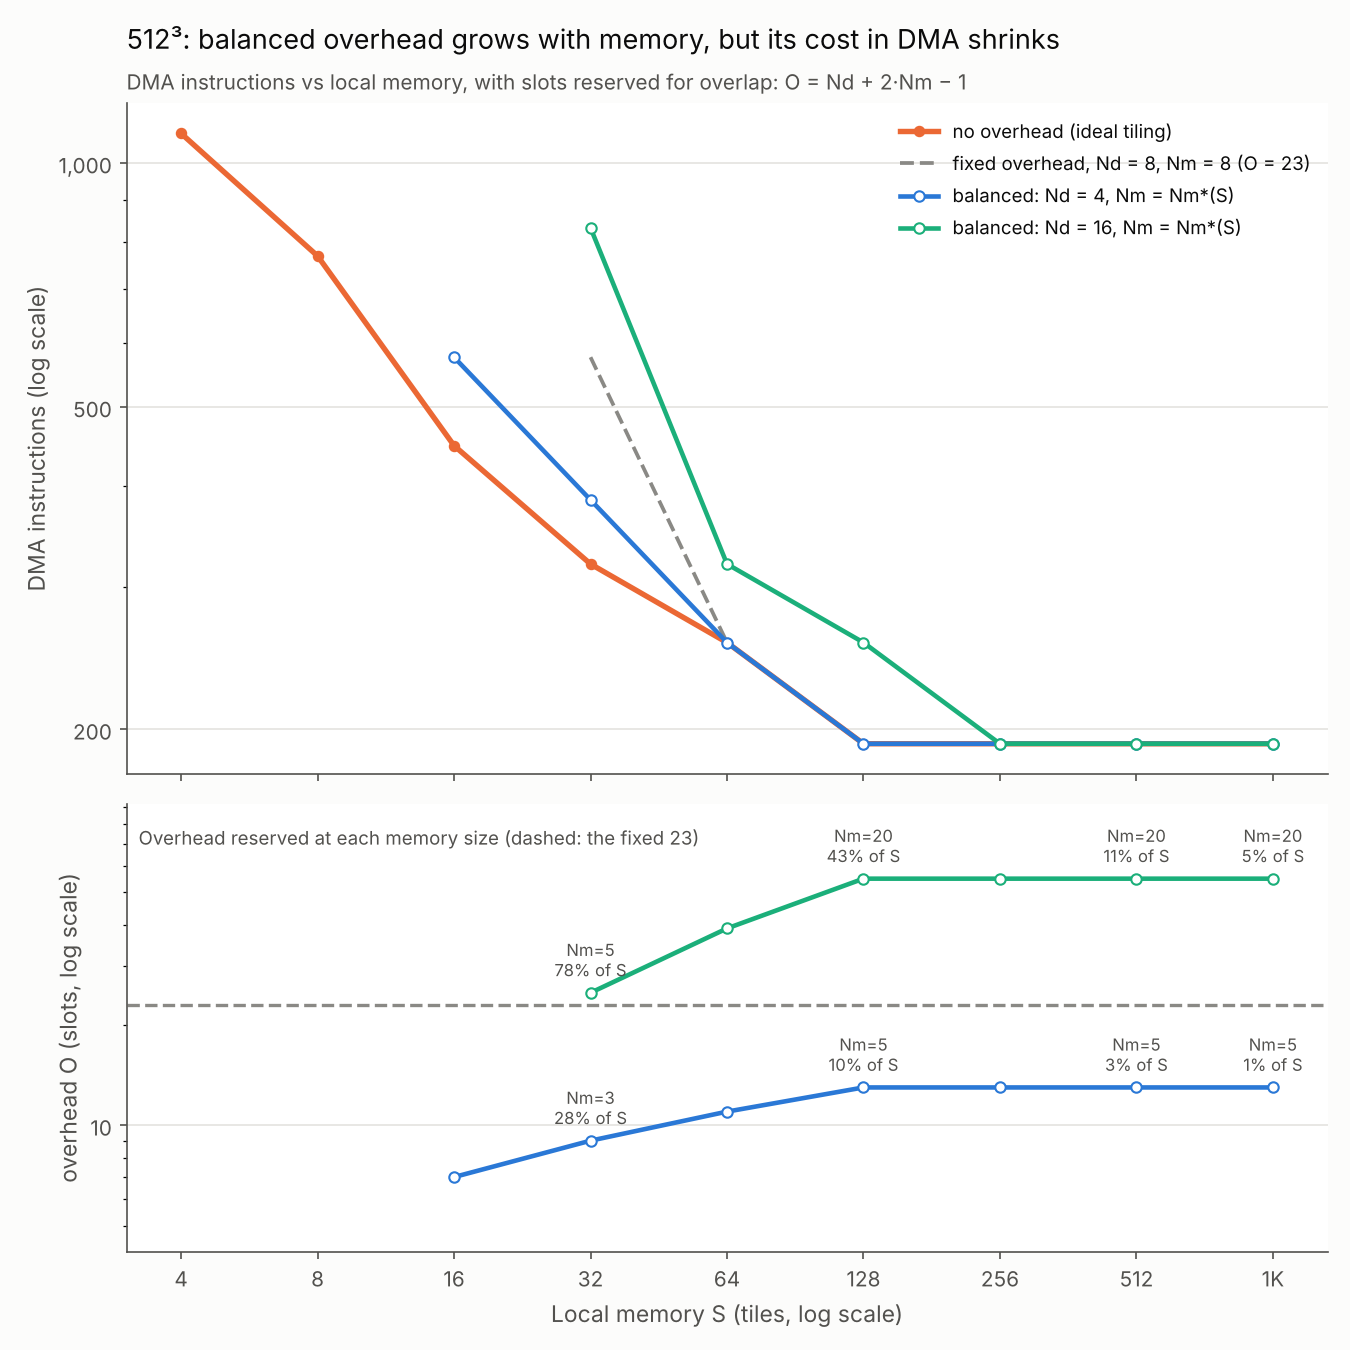 512³: balanced overhead grows with memory, but its cost in DMA shrinks
DMA instructions vs local memory, with slots reserved for overlap: O = Nd + 2·Nm − 1
no overhead (ideal tiling)
fixed overhead, Nd = 8, Nm = 8 (O = 23)
balanced: Nd = 4, Nm = Nm*(S)
balanced: Nd = 16, Nm = Nm*(S)
DMA instructions (log scale)
1,000
500
200
Overhead reserved at each memory size (dashed: the fixed 23)
overhead O (slots, log scale)
Nm=20
43% of S
Nm=20
11% of S
Nm=20
5% of S
Nm=5
78% of S
Nm=5
10% of S
Nm=5
3% of S
Nm=5
1% of S
Nm=3
28% of S
10
4 8 16 32 64 128 256 512 1K
Local memory S (tiles, log scale)